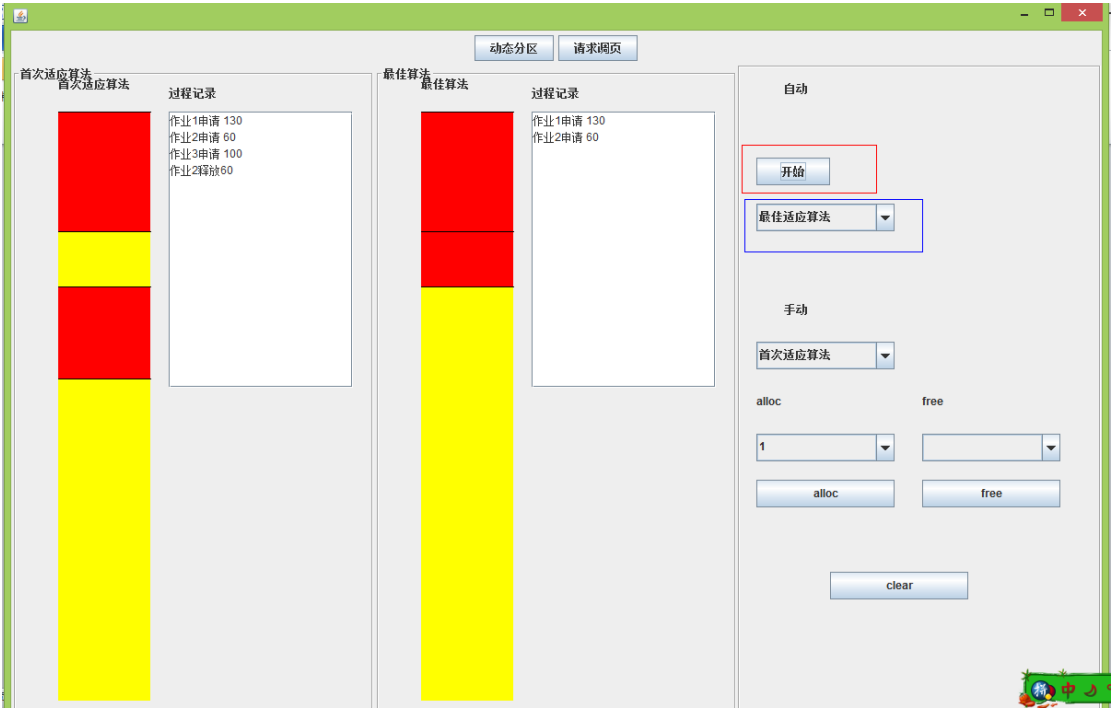 动态分区 请求调页
首次适应算法
首次适应算法
过程记录
作业1申请 130
作业2申请 60
作业3申请 100
作业2释放60
最佳算法
最佳算法
过程记录
作业1申请 130
作业2申请 60
自动
开始
最佳适应算法
手动
首次适应算法
alloc free
1
alloc free
clear
中